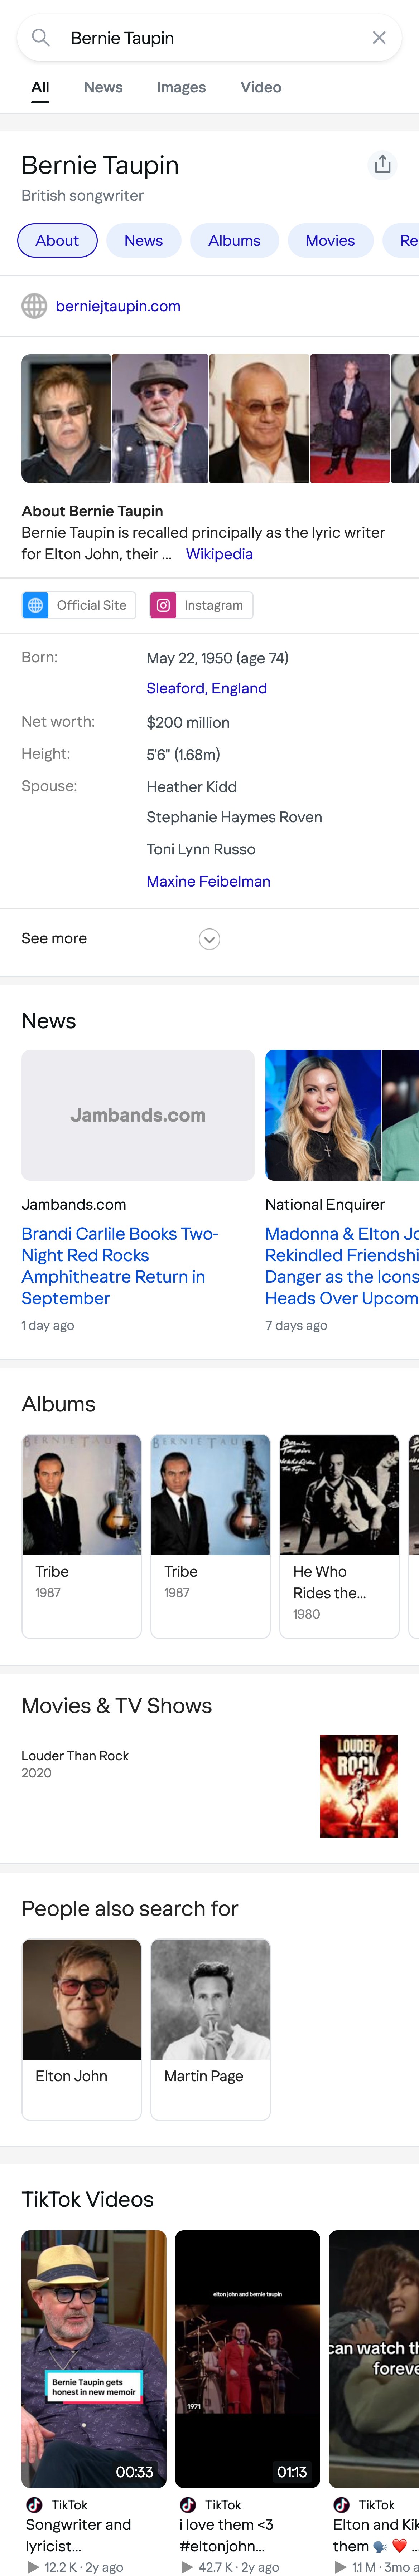 Bernie Taupin
All News Images Video
Bernie Taupin
British songwriter
About News Albums Movies Re
berniejtaupin.com
About Bernie Taupin
Bernie Taupin is recalled principally as the lyric writer
for Elton John, their ... Wikipedia
Official Site Instagram
Born: May 22, 1950 (age 74)
Sleaford, England
Net worth: $200 million
Height: 5'6" (1.68m)
Spouse: Heather Kidd
Stephanie Haymes Roven
Toni Lynn Russo
Maxine Feibelman
See more
News
Jambands.com
Jambands.com
Brandi Carlile Books Two-
Night Red Rocks
Amphitheatre Return in
September
1 day ago
National Enquirer
Madonna & Elton Jo
Rekindled Friendshi
Danger as the Icons
Heads Over Upcom
7 days ago
Albums
BERNIE TAUPIN
Tribe
1987
BERNIE TAUPIN
Tribe
1987
Bernie
Taupin
He Who
Rides the...
1980
Movies & TV Shows
Louder Than Rock
2020
LOUDER
ROCK
People also search for
Elton John
Martin Page
TikTok Videos
Bernie Taupin gets
honest in new memoir
00:33
TikTok
Songwriter and
lyricist...
12.2 K · 2y ago
elton john and bernie taupin
1971
01:13
TikTok
i love them <3
#eltonjohn...
42.7 K · 2y ago
can watch th
foreve
TikTok
Elton and Kik
them 🗣️ ❤️ ...
1.1 M · 3mo a